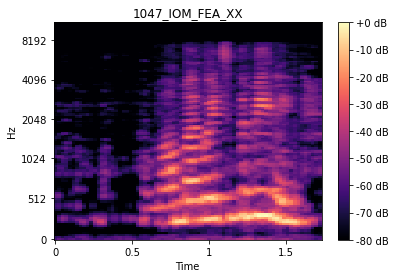 1047_IOM_FEA_XX
8192
4096
2048
1024
512
0
Hz
0
0.5
1
1.5
Time
+0 dB
-10 dB
-20 dB
-30 dB
-40 dB
-50 dB
-60 dB
-70 dB
-80 dB